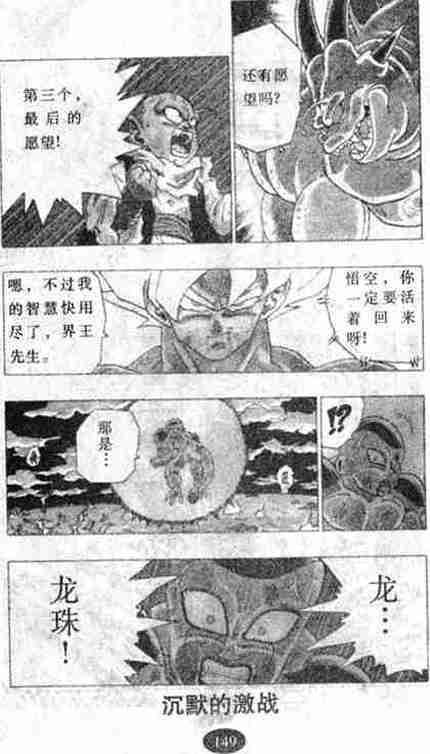 还有愿
望吗?
第三个，
最后的
愿望!
悟空，你
一定要活
着回来
呀!
嗯，不过我
的智慧快用
尽了，界王
先生。
!?
那
是
…
龙
…
龙
珠
!
沉默的激战
149